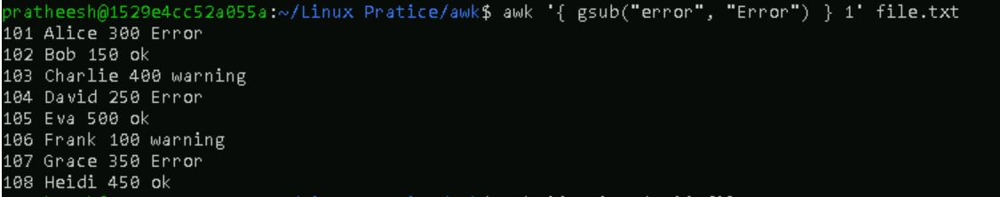 pratheesh@1529e4cc52a055a:~/Linux Pratice/awk$ awk '{ gsub("error", "Error") } 1' file.txt
101 Alice 300 Error
102 Bob 150 ok
103 Charlie 400 warning
104 David 250 Error
105 Eva 500 ok
106 Frank 100 warning
107 Grace 350 Error
108 Heidi 450 ok